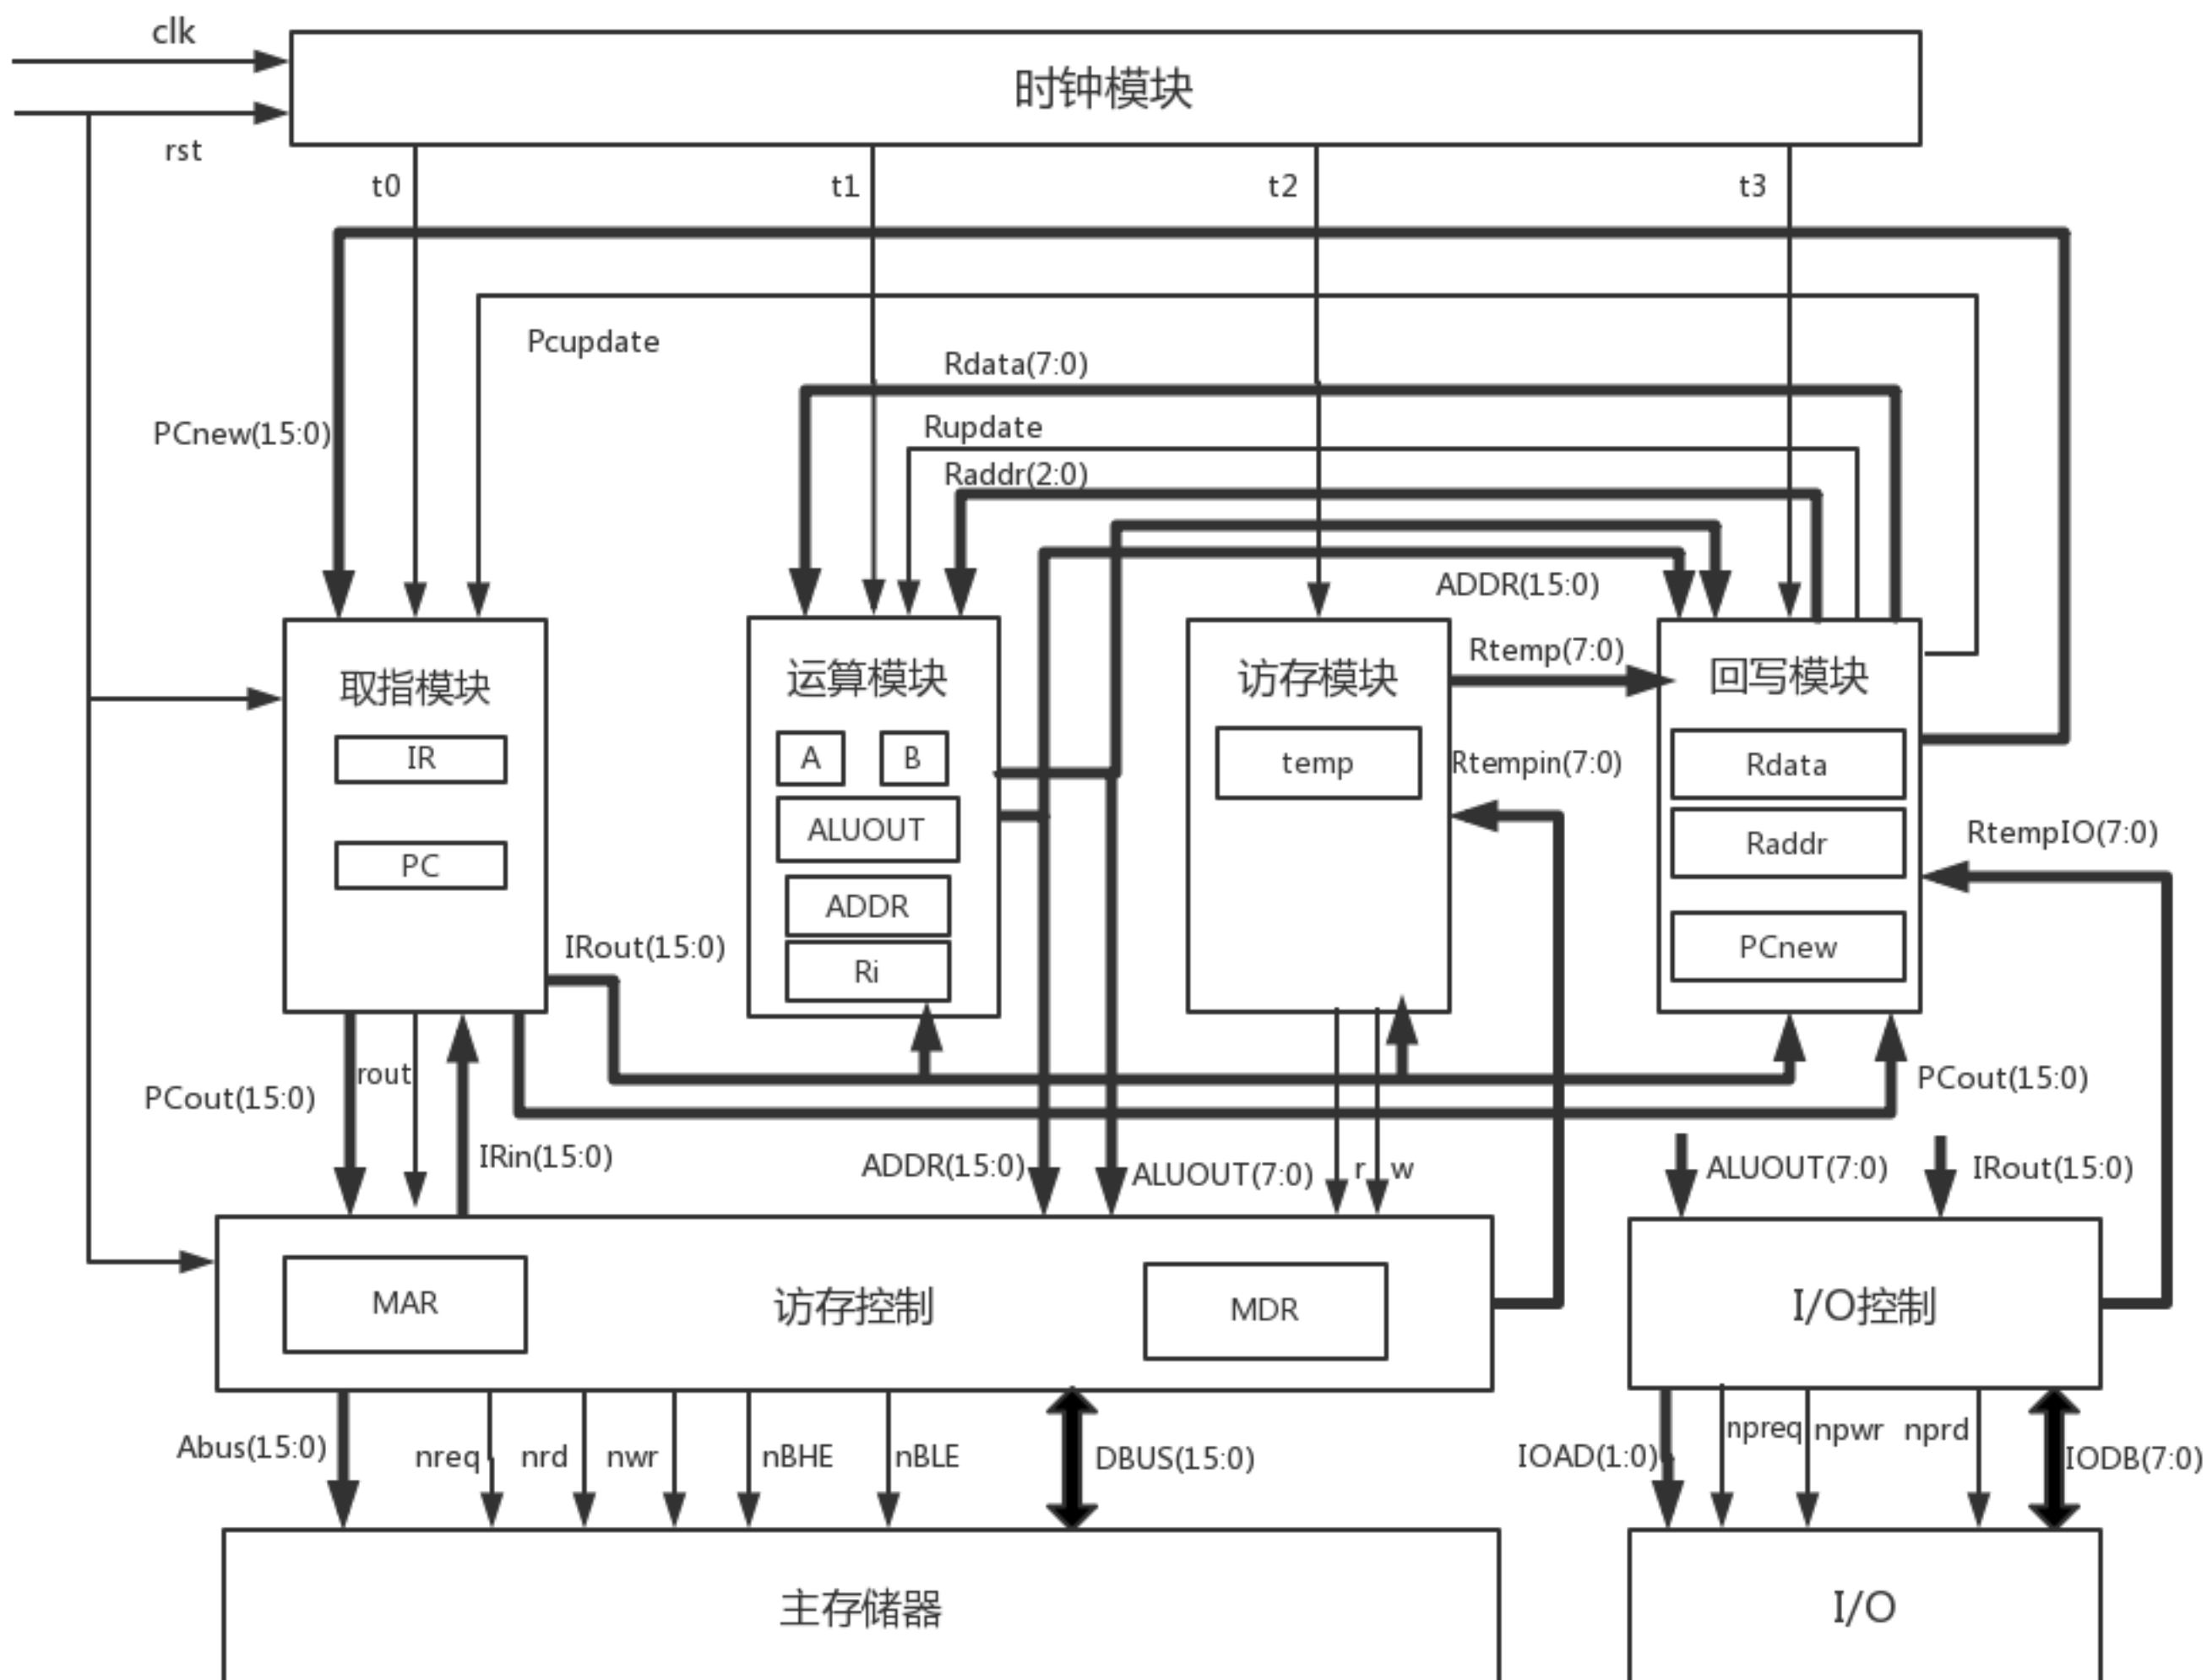 clk
时钟模块
rst
t0
t1
t2
t3
Pcupdate
Rdata(7:0)
PCnew(15:0)
Rupdate
Raddr(2:0)
ADDR(15:0)
取指模块
IR
PC
运算模块
A
B
ALUOUT
ADDR
Ri
访存模块
temp
Rtemp(7:0)
Rtempin(7:0)
回写模块
Rdata
Raddr
PCnew
RtempIO(7:0)
IRout(15:0)
PCout(15:0)
rout
IRin(15:0)
ADDR(15:0)
ALUOUT(7:0)
r
w
PCout(15:0)
ALUOUT(7:0)
IRout(15:0)
MAR
访存控制
MDR
I/O控制
Abus(15:0)
nreq
nrd
nwr
nBHE
nBLE
DBUS(15:0)
IOAD(1:0)
npreq
npwr
nprd
IODB(7:0)
主存储器
I/O